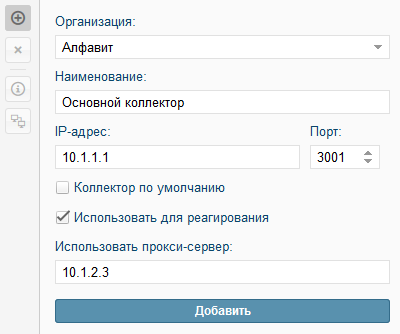 Организация:
Алфавит
Наименование:
Основной коллектор
IP-адрес: Порт:
10.1.1.1 3001
Коллектор по умолчанию
Использовать для реагирования
Использовать прокси-сервер:
10.1.2.3
Добавить